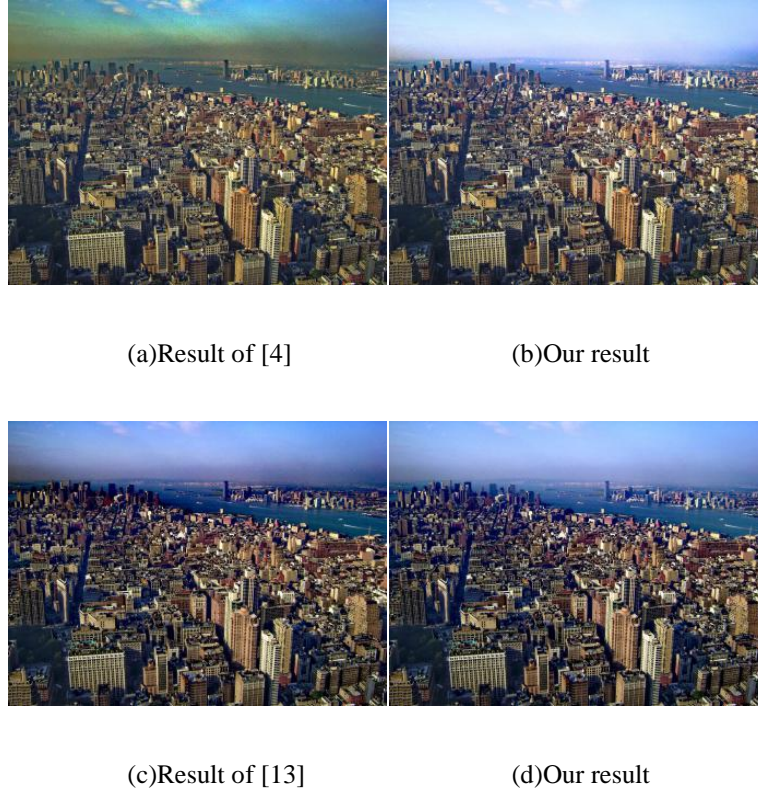 (a)Result of [4]
(b)Our result
(c)Result of [13]
(d)Our result